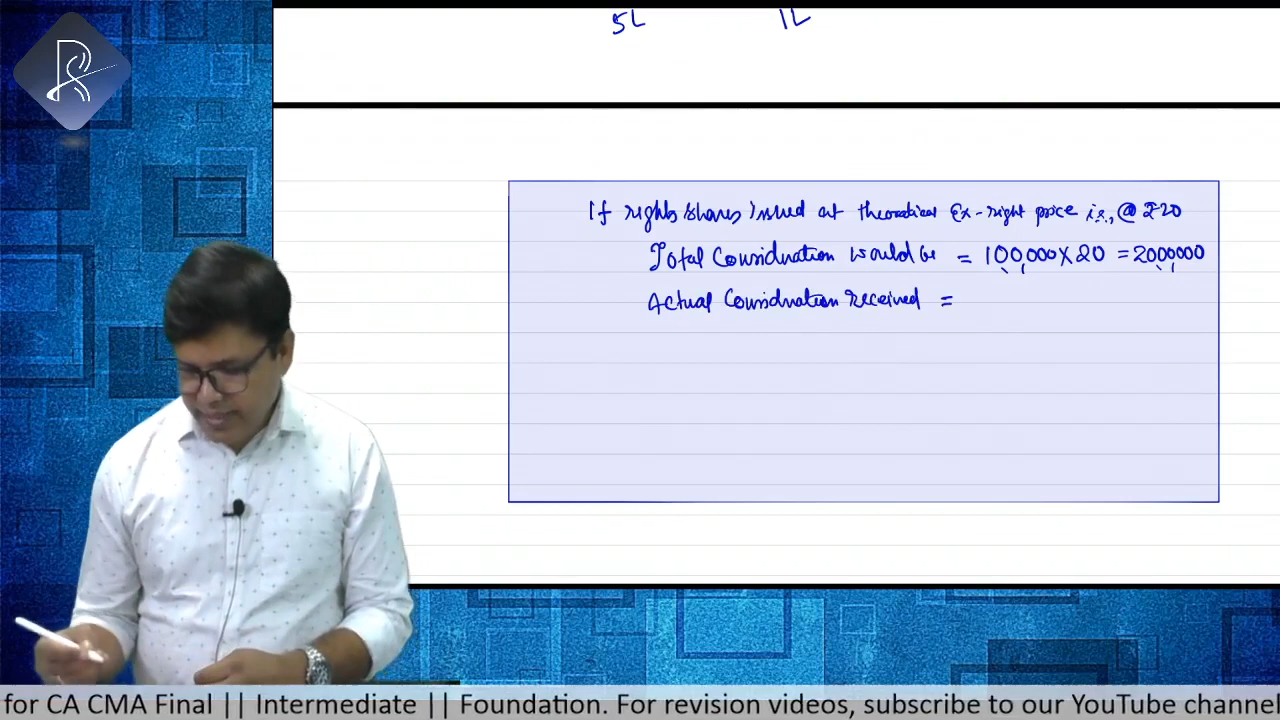 5L 1L
If rights shares issued at theoretical Ex-right price i.e., @ ₹20
Total Consideration would be = 100,000 X 20 = 2000000
Actual Consideration received =
for CA CMA Final || Intermediate || Foundation. For revision videos, subscribe to our YouTube channel